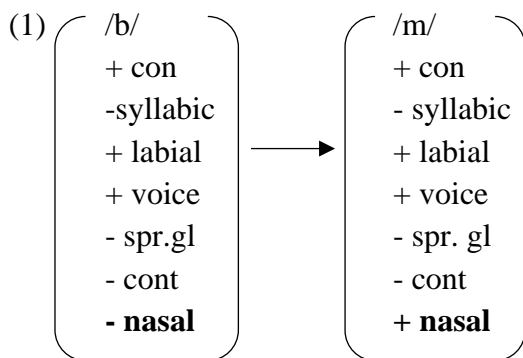 (1) /b/ /m/
+ con + con
-syllabic - syllabic
+ labial + labial
+ voice + voice
- spr.gl - spr. gl
- cont - cont
- nasal + nasal